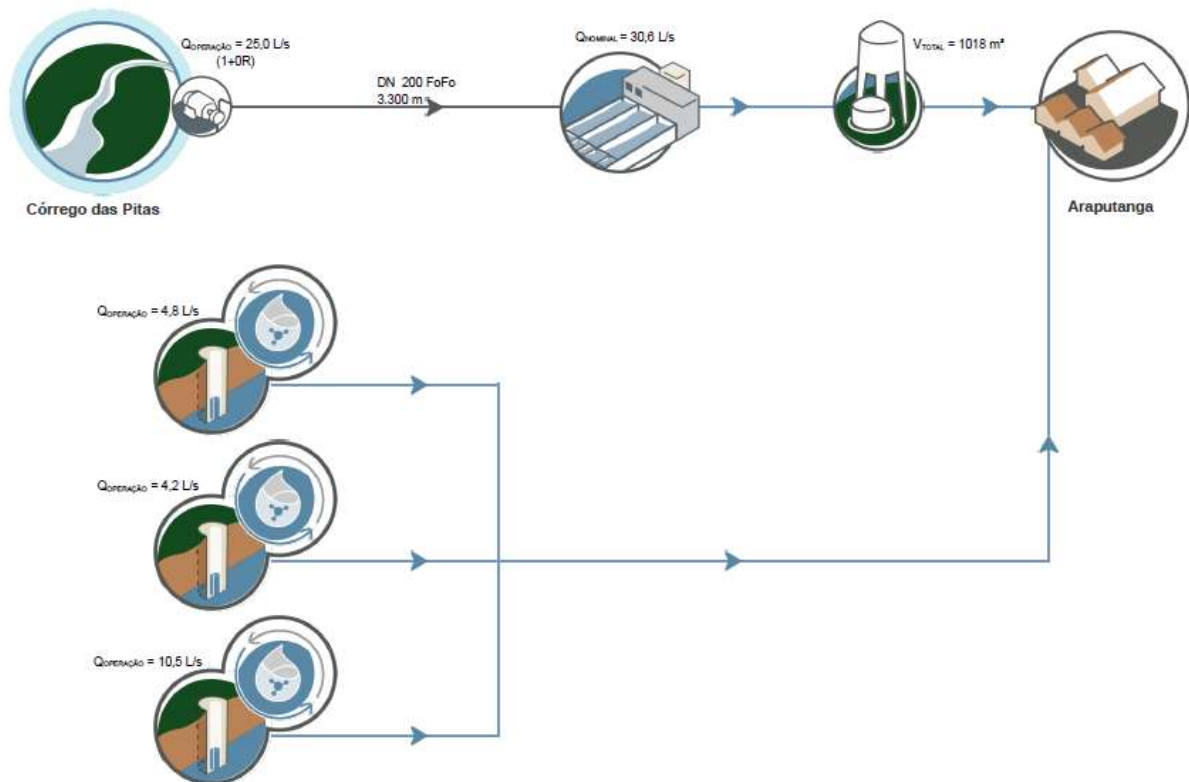 QOPERAÇÃO = 25,0 L/s
(1+0R)
DN 200 FoFo
3.300 m
QNOMINAL = 30,6 L/s
VTOTAL = 1018 m³
Córrego das Pitas
Araputanga
QOPERAÇÃO = 4,8 L/s
QOPERAÇÃO = 4,2 L/s
QOPERAÇÃO = 10,5 L/s